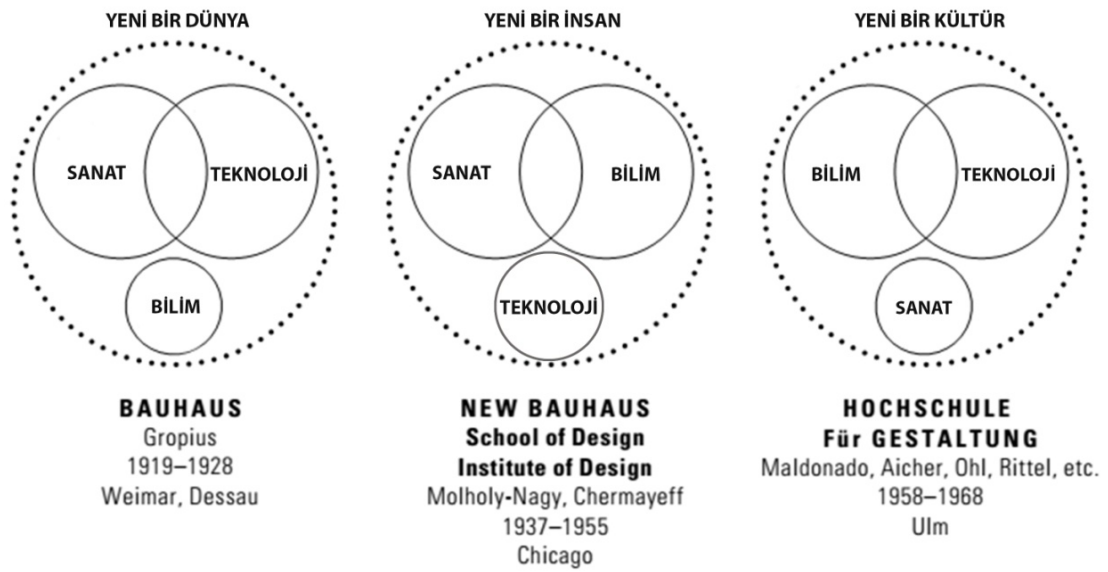 YENİ BİR DÜNYA
SANAT
TEKNOLOJİ
BİLİM
BAUHAUS
Gropius
1919–1928
Weimar, Dessau
YENİ BİR İNSAN
SANAT
BİLİM
TEKNOLOJİ
NEW BAUHAUS
School of Design
Institute of Design
Molholy-Nagy, Chermayeff
1937–1955
Chicago
YENİ BİR KÜLTÜR
BİLİM
TEKNOLOJİ
SANAT
HOCHSCHULE
Für GESTALTUNG
Maldonado, Aicher, Ohl, Rittel, etc.
1958–1968
Ulm